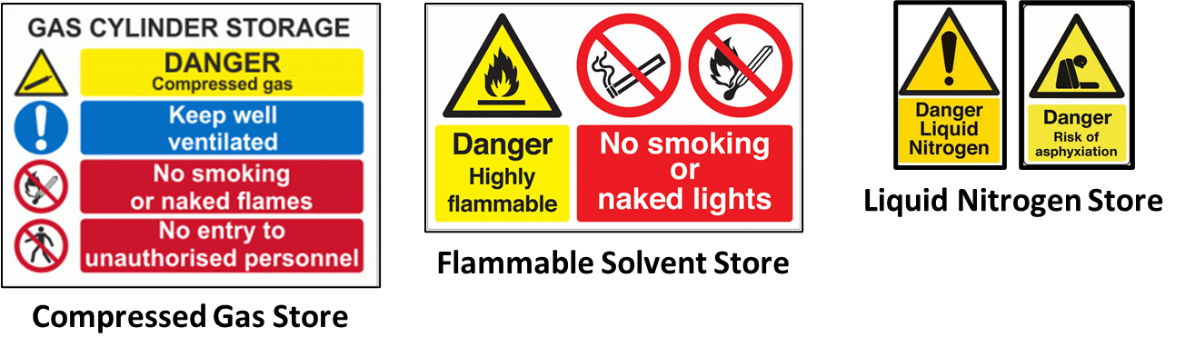 GAS CYLINDER STORAGE
DANGER
Compressed gas
Keep well
ventilated
No smoking
or naked flames
No entry to
unauthorised personnel
Compressed Gas Store
Danger
Highly
flammable
No smoking
or
naked lights
Flammable Solvent Store
Danger
Liquid
Nitrogen
Danger
Risk of
asphyxiation
Liquid Nitrogen Store